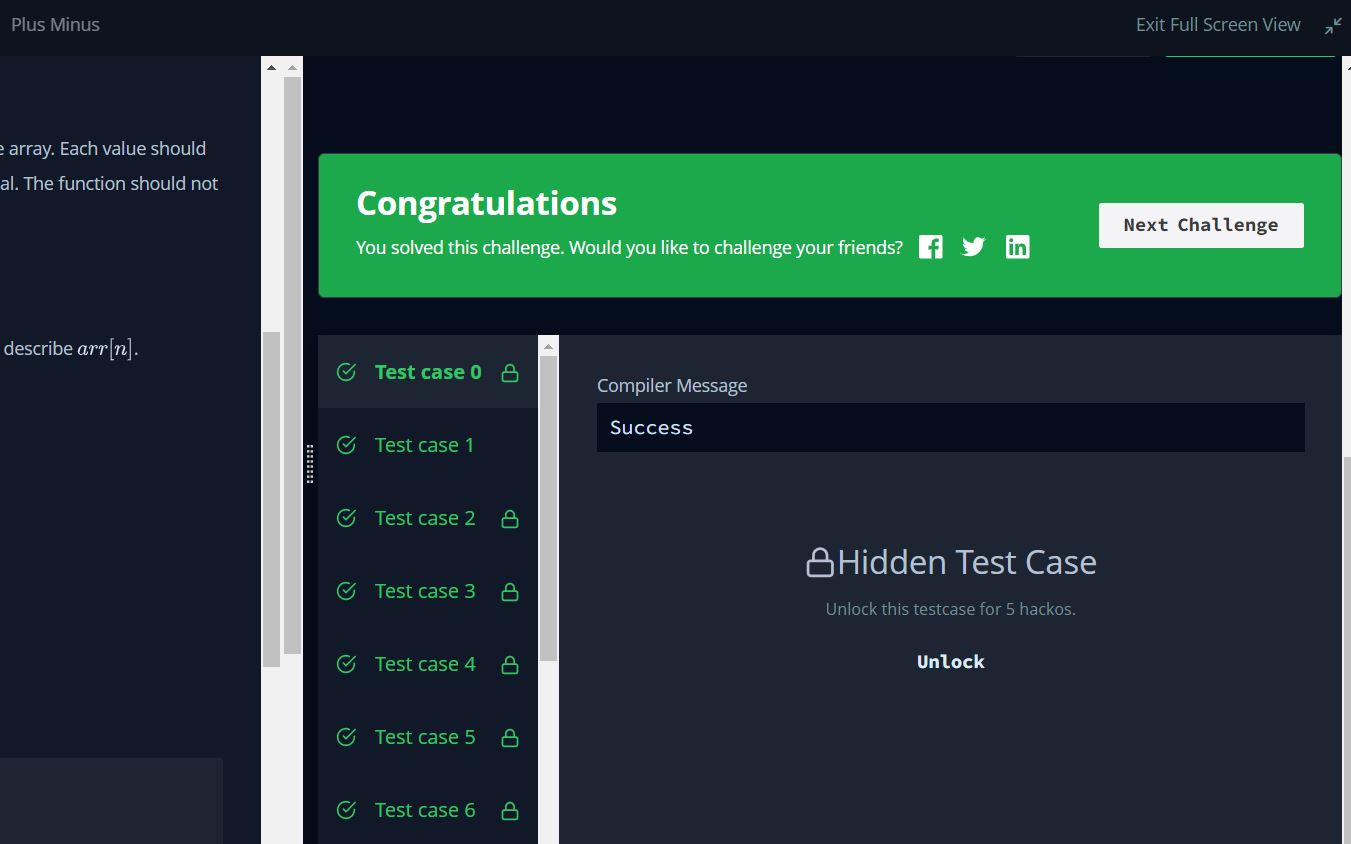 Plus Minus
Exit Full Screen View
e array. Each value should
al. The function should not
describe arr[n].
Congratulations
You solved this challenge. Would you like to challenge your friends?
Next Challenge
Test case 0
Test case 1
Test case 2
Test case 3
Test case 4
Test case 5
Test case 6
Compiler Message
Success
Hidden Test Case
Unlock this testcase for 5 hackos.
Unlock